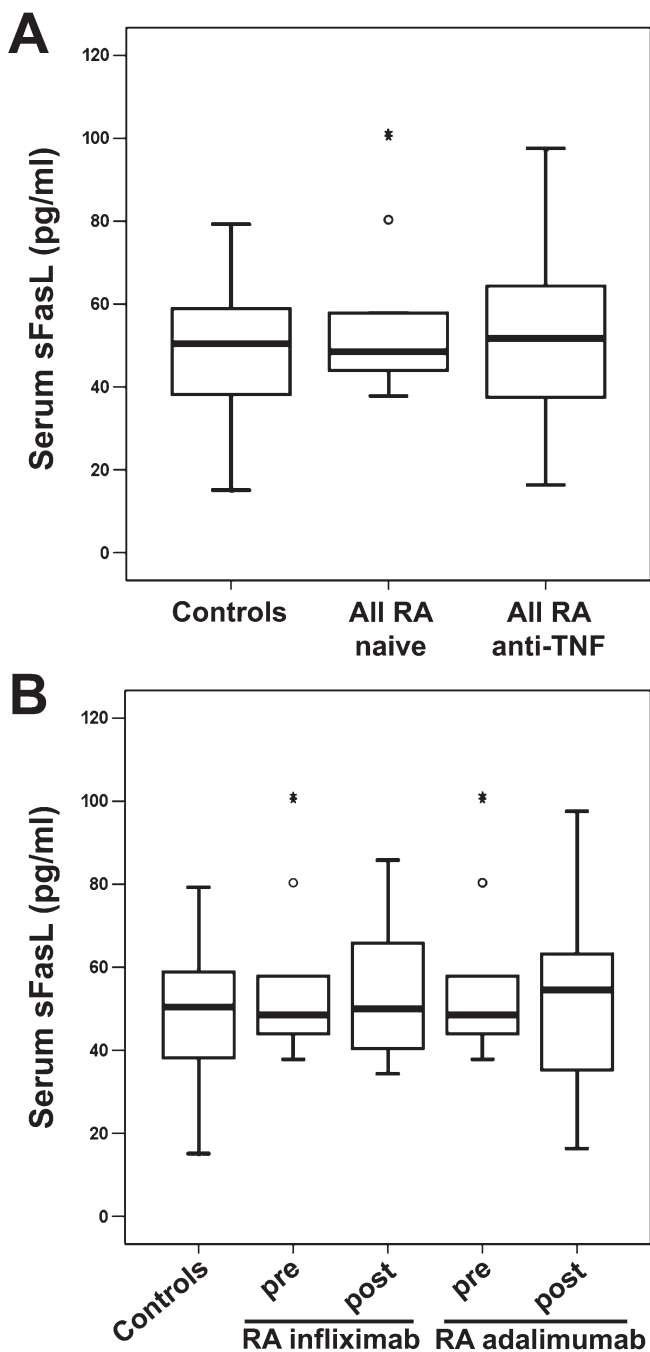 A
120
100
80
60
40
20
0
Serum sFasL (pg/ml)
Controls
All RA
naive
All RA
anti-TNF
B
120
100
80
60
40
20
0
Serum sFasL (pg/ml)
Controls
pre
post
pre
post
RA infliximab
RA adalimumab